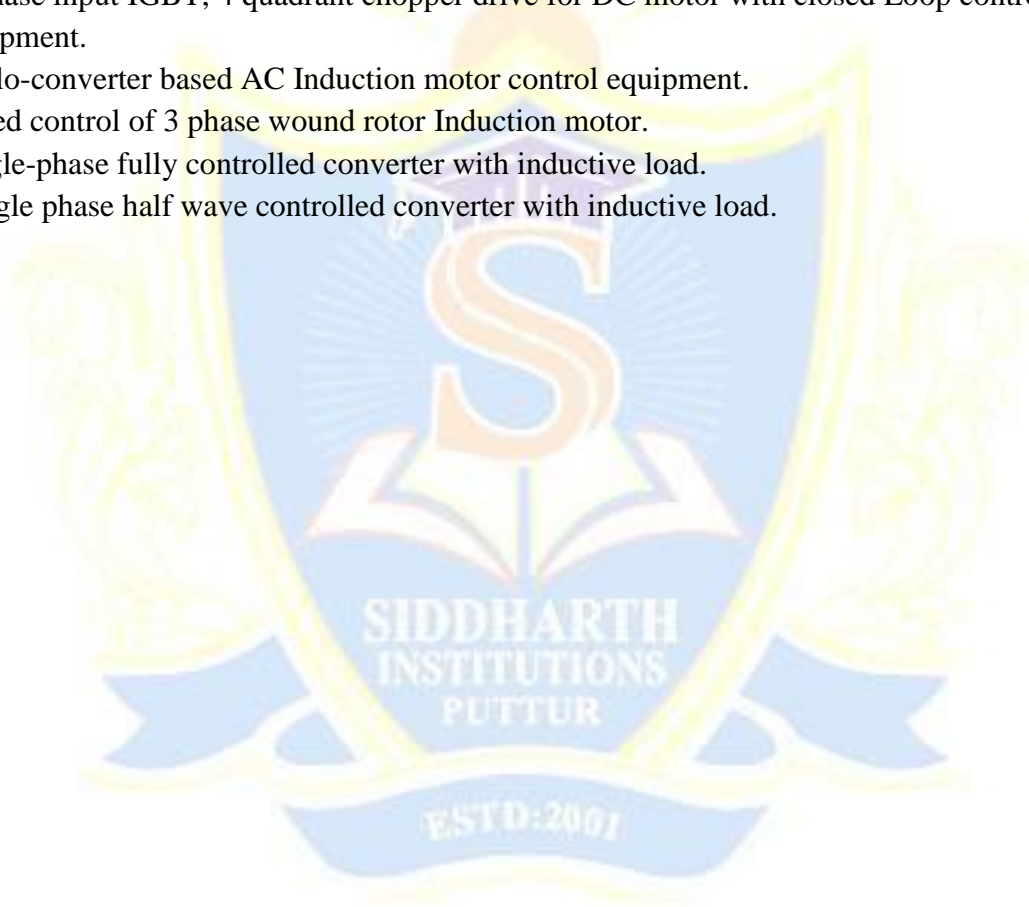 hase input IGBT, 4 quadrant chopper drive for DC motor with closed Loop contro
pment.
lo-converter based AC Induction motor control equipment.
ed control of 3 phase wound rotor Induction motor.
gle-phase fully controlled converter with inductive load.
gle phase half wave controlled converter with inductive load.
S
SIDDHARTH
INSTITUTIONS
PUTTUR
ESTD:2001